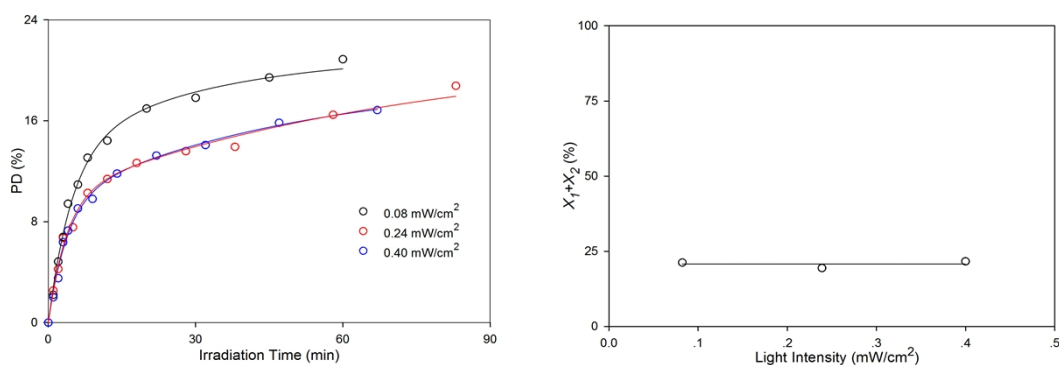 24
16
8
0
PD (%)
0
30
60
90
Irradiation Time (min)
0.08 mW/cm²
0.24 mW/cm²
0.40 mW/cm²
100
75
50
25
0
X₁+X₂ (%)
0
.1
.2
.3
.4
.5
Light Intensity (mW/cm²)